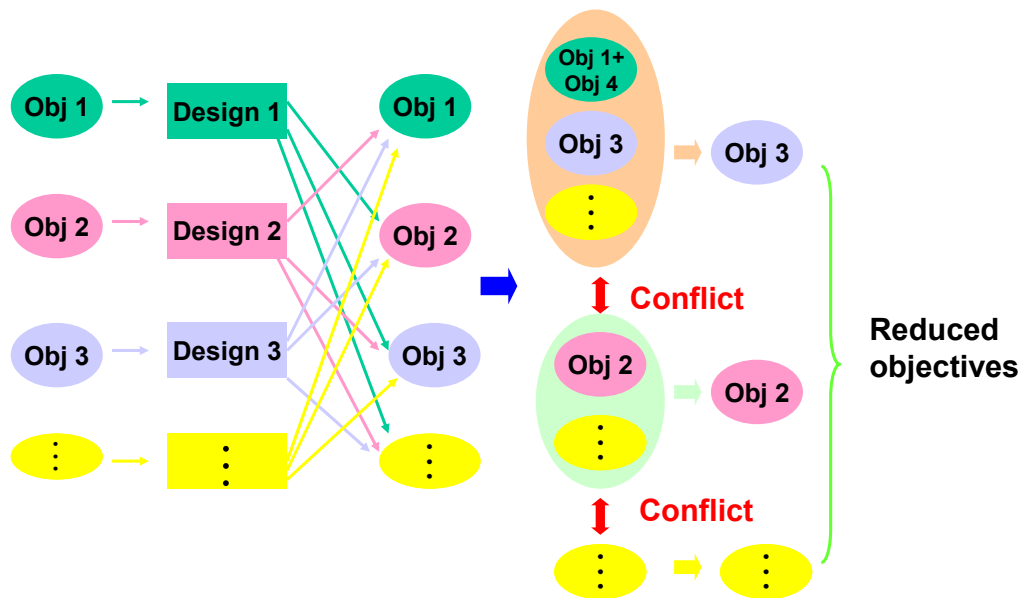 Obj 1
Design 1
Obj 1
Obj 1+
Obj 4
Obj 3
Obj 3
⋮
Obj 2
Design 2
Obj 2
Conflict
Obj 3
Design 3
Obj 3
Obj 2
Obj 2
Reduced
objectives
⋮
⋮
⋮
⋮
Conflict
⋮
⋮